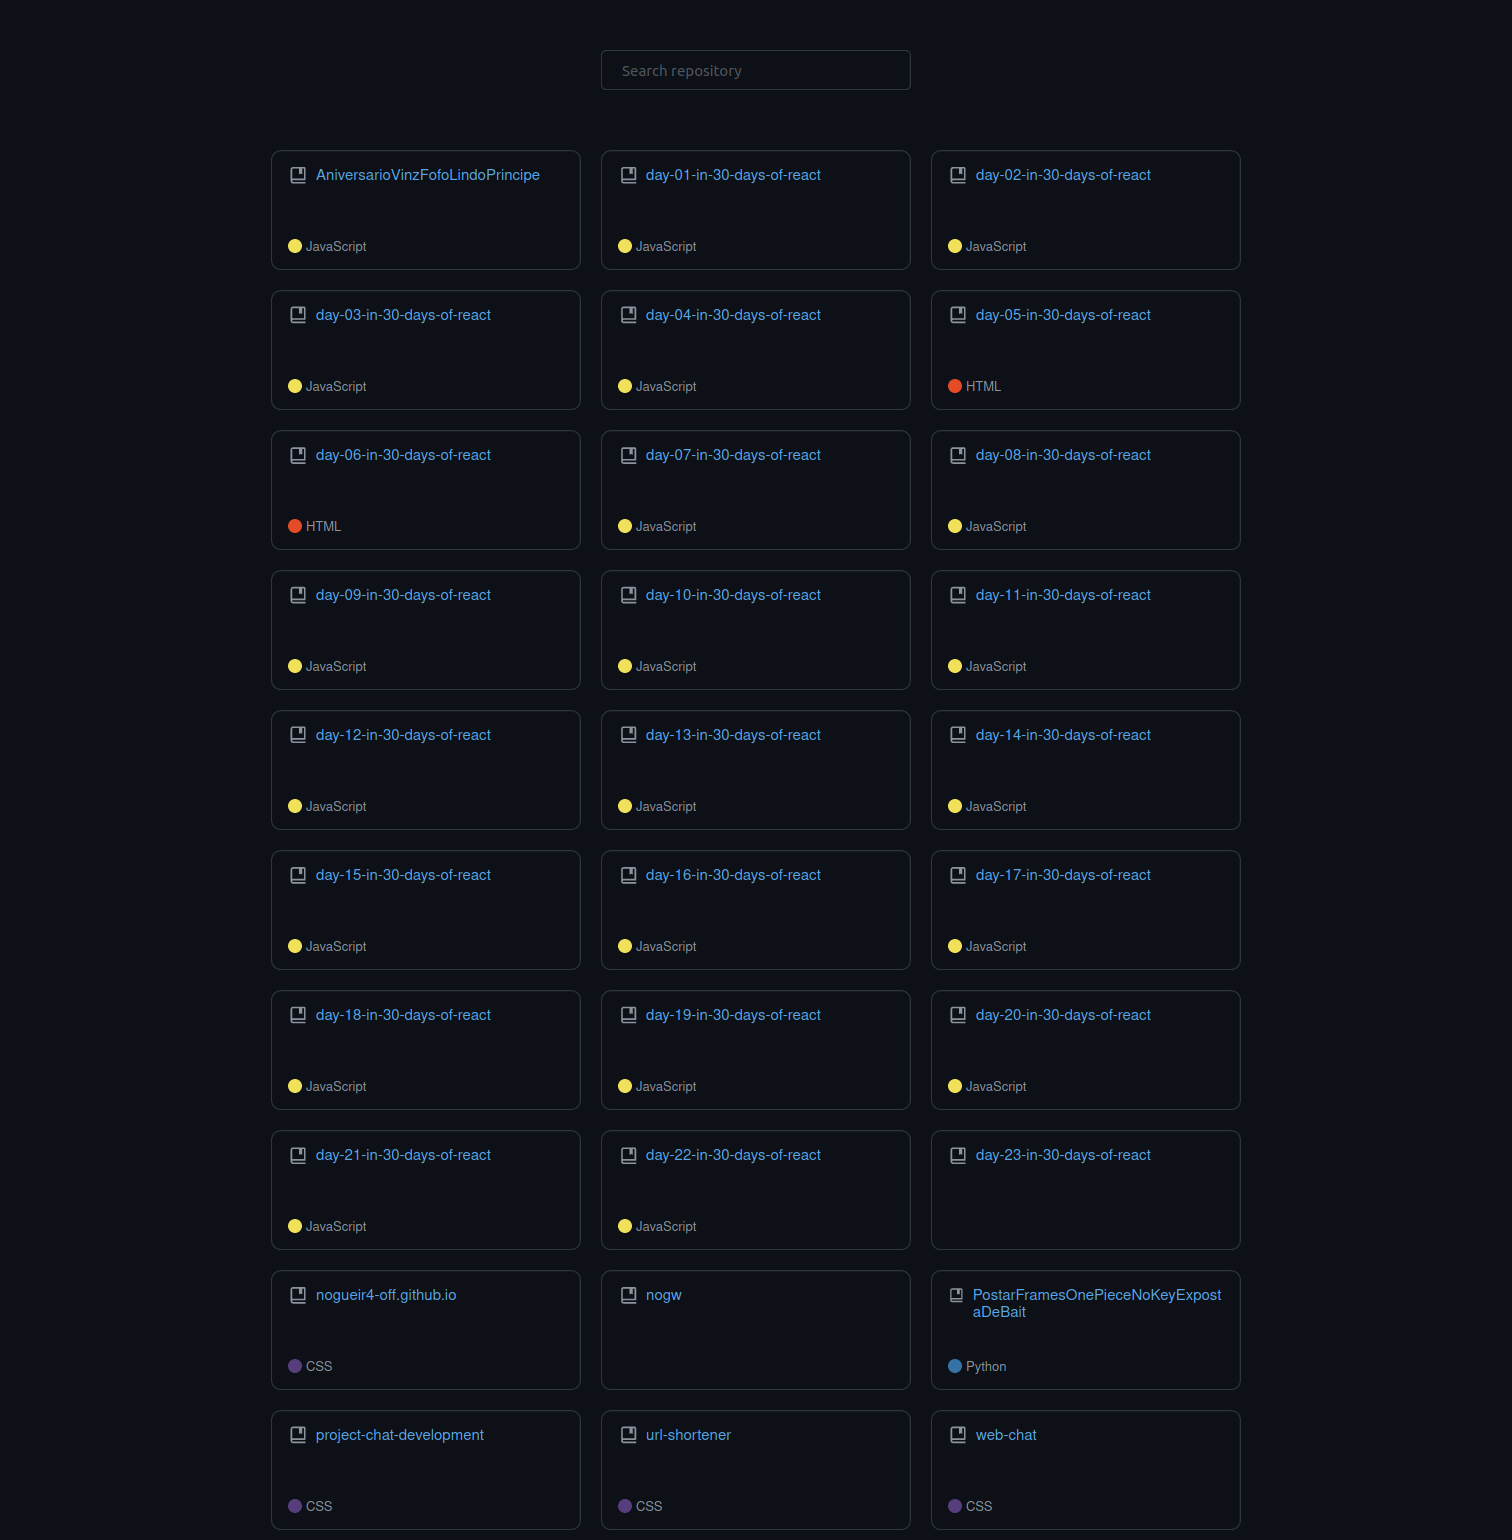 Search repository
AniversarioVinzFofoLindoPrincipe
JavaScript
day-01-in-30-days-of-react
JavaScript
day-02-in-30-days-of-react
JavaScript
day-03-in-30-days-of-react
JavaScript
day-04-in-30-days-of-react
JavaScript
day-05-in-30-days-of-react
HTML
day-06-in-30-days-of-react
HTML
day-07-in-30-days-of-react
JavaScript
day-08-in-30-days-of-react
JavaScript
day-09-in-30-days-of-react
JavaScript
day-10-in-30-days-of-react
JavaScript
day-11-in-30-days-of-react
JavaScript
day-12-in-30-days-of-react
JavaScript
day-13-in-30-days-of-react
JavaScript
day-14-in-30-days-of-react
JavaScript
day-15-in-30-days-of-react
JavaScript
day-16-in-30-days-of-react
JavaScript
day-17-in-30-days-of-react
JavaScript
day-18-in-30-days-of-react
JavaScript
day-19-in-30-days-of-react
JavaScript
day-20-in-30-days-of-react
JavaScript
day-21-in-30-days-of-react
JavaScript
day-22-in-30-days-of-react
JavaScript
day-23-in-30-days-of-react
nogueir4-off.github.io
CSS
nogw
PostarFramesOnePieceNoKeyExpost
aDeBait
Python
project-chat-development
CSS
url-shortener
CSS
web-chat
CSS